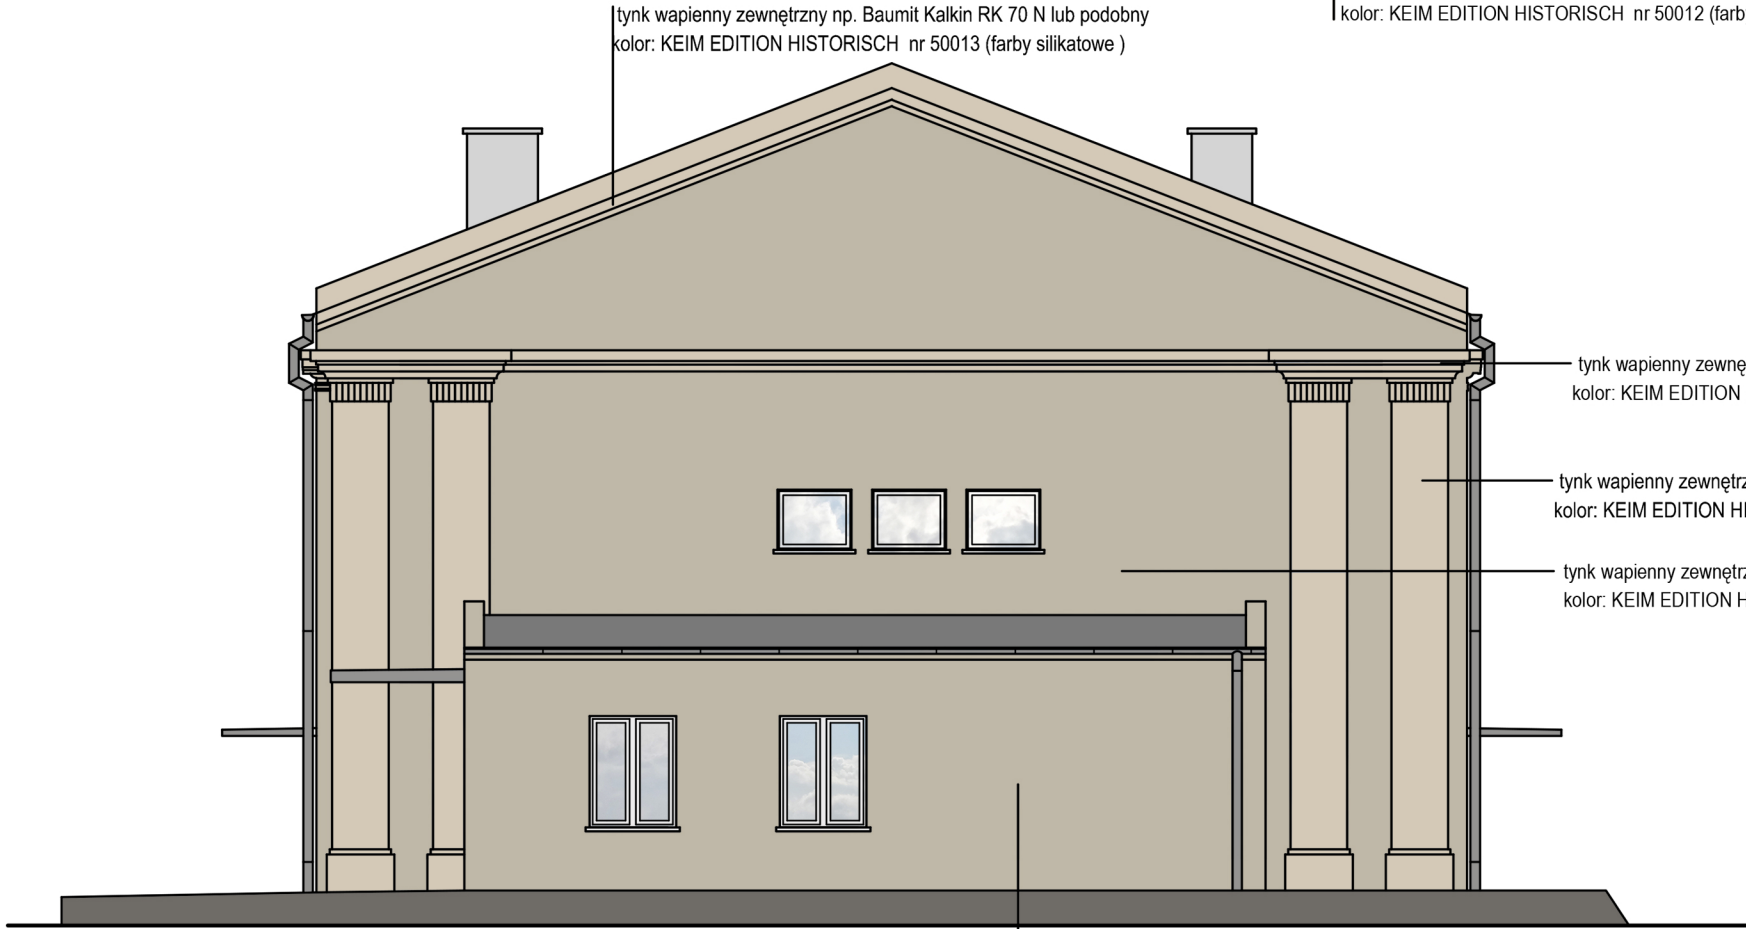 tynk wapienny zewnętrzny np. Baumit Kalkin RK 70 N lub podobny
kolor: KEIM EDITION HISTORISCH nr 50013 (farby silikatowe )
kolor: KEIM EDITION HISTORISCH nr 50012 (farb
tynk wapienny zewnę
kolor: KEIM EDITION
tynk wapienny zewnętrz
kolor: KEIM EDITION HI
tynk wapienny zewnętrz
kolor: KEIM EDITION H